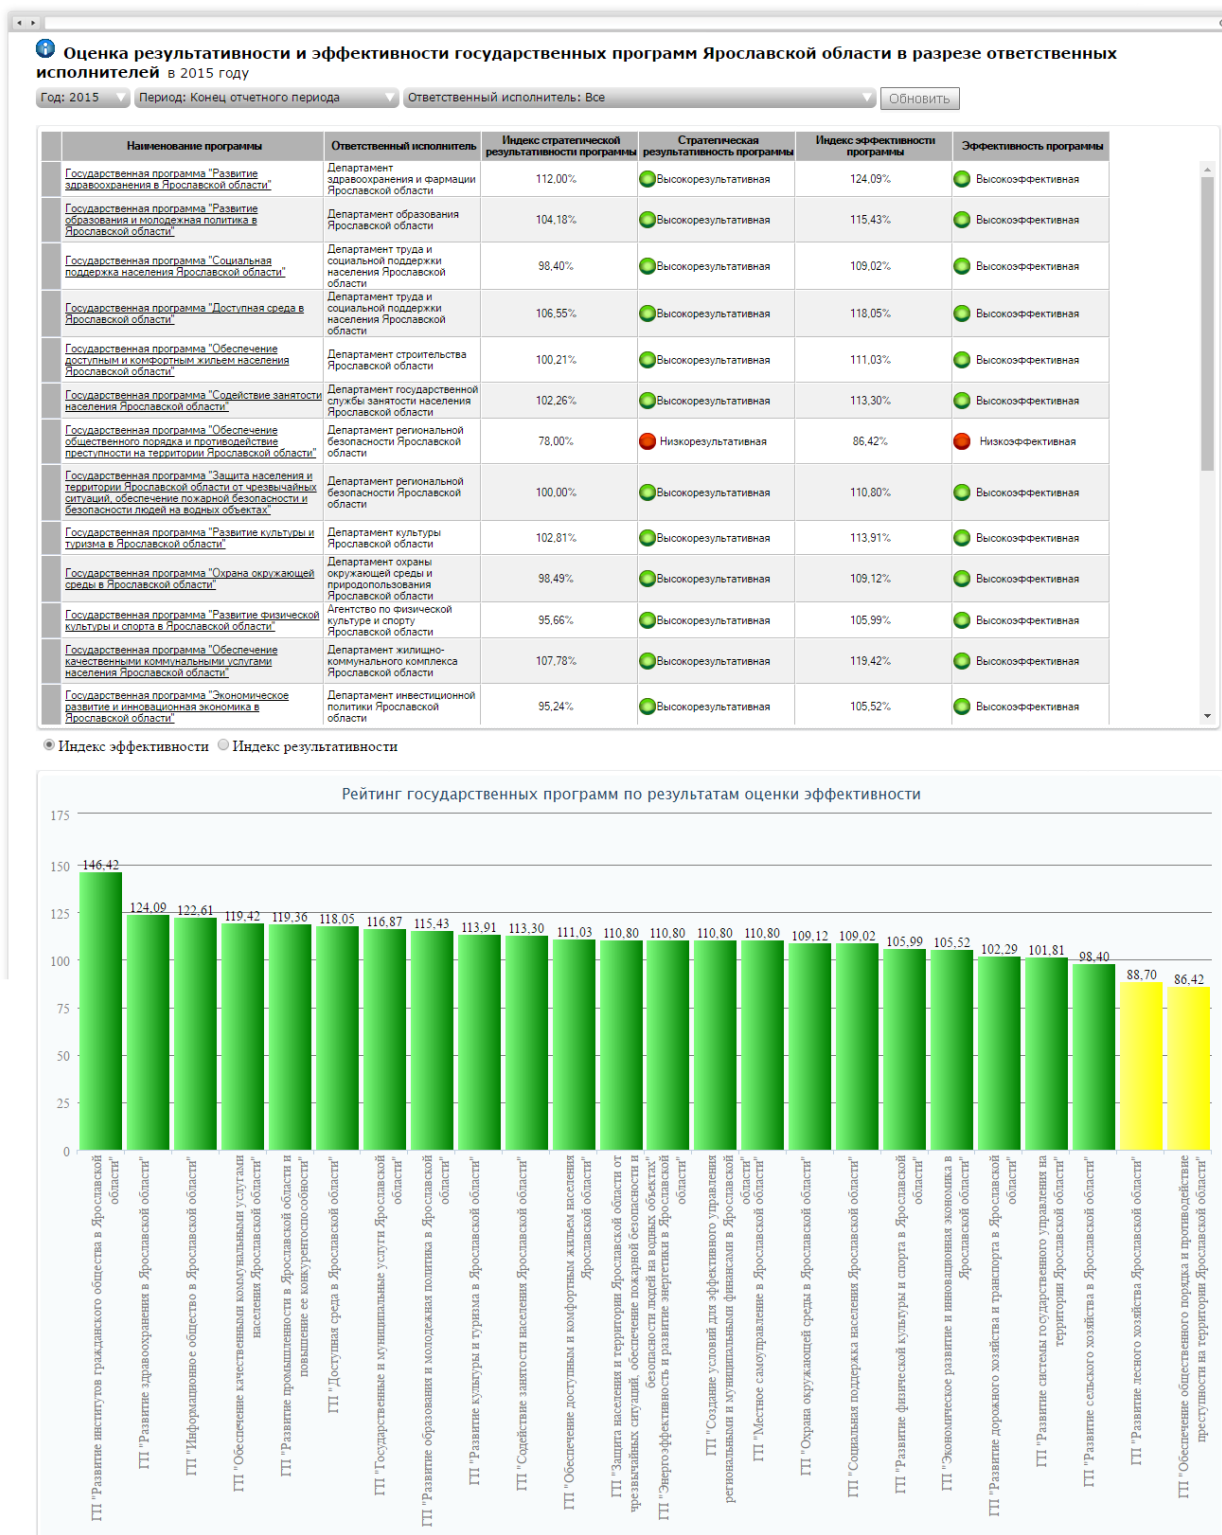 Оценка результативности и эффективности государственных программ Ярославской области в разрезе ответственных
исполнителей в 2015 году
Год: 2015 Период: Конец отчетного периода Ответственный исполнитель: Все Обновить
Наименование программы
Ответственный исполнитель
Индекс стратегической
результативности программы
Стратегическая
результативность программы
Индекс эффективности
программы
Эффективность программы
Государственная программа "Развитие
здравоохранения в Ярославской области"
Департамент
здравоохранения и фармации
Ярославской области
112,00% Высокорезультативная 124,09% Высокоэффективная
Государственная программа "Развитие
образования и молодежная политика в
Ярославской области"
Департамент образования
Ярославской области
104,18% Высокорезультативная 115,43% Высокоэффективная
Государственная программа "Социальная
поддержка населения Ярославской области"
Департамент труда и
социальной поддержки
населения Ярославской
области
98,40% Высокорезультативная 109,02% Высокоэффективная
Государственная программа "Доступная среда в
Ярославской области"
Департамент труда и
социальной поддержки
населения Ярославской
области
106,55% Высокорезультативная 118,05% Высокоэффективная
Государственная программа "Обеспечение
доступным и комфортным жильем населения
Ярославской области"
Департамент строительства
Ярославской области
100,21% Высокорезультативная 111,03% Высокоэффективная
Государственная программа "Содействие занятости
населения Ярославской области"
Департамент государственной
службы занятости населения
Ярославской области
102,26% Высокорезультативная 113,30% Высокоэффективная
Государственная программа "Обеспечение
общественного порядка и противодействие
преступности на территории Ярославской области"
Департамент региональной
безопасности Ярославской
области
78,00% Низкорезультативная 86,42% Низкоэффективная
Государственная программа "Защита населения и
территории Ярославской области от чрезвычайных
ситуаций, обеспечение пожарной безопасности и
безопасности людей на водных объектах"
Департамент региональной
безопасности Ярославской
области
100,00% Высокорезультативная 110,80% Высокоэффективная
Государственная программа "Развитие культуры и
туризма в Ярославской области"
Департамент культуры
Ярославской области
102,81% Высокорезультативная 113,91% Высокоэффективная
Государственная программа "Охрана окружающей
среды в Ярославской области"
Департамент охраны
окружающей среды и
природопользования
Ярославской области
98,49% Высокорезультативная 109,12% Высокоэффективная
Государственная программа "Развитие физической
культуры и спорта в Ярославской области"
Агентство по физической
культуре и спорту
Ярославской области
95,66% Высокорезультативная 105,99% Высокоэффективная
Государственная программа "Обеспечение
качественными коммунальными услугами
населения Ярославской области"
Департамент жилищно-
коммунального комплекса
Ярославской области
107,78% Высокорезультативная 119,42% Высокоэффективная
Государственная программа "Экономическое
развитие и инновационная экономика в
Ярославской области"
Департамент инвестиционной
политики Ярославской
области
95,24% Высокорезультативная 105,52% Высокоэффективная
Индекс эффективности Индекс результативности
Рейтинг государственных программ по результатам оценки эффективности
175
150
125
100
75
50
25
0
146,42 124,09 122,61 119,42 119,36 118,05 116,87 115,43 113,91 113,30 111,03 110,80 110,80 110,80 110,80 109,12 109,02 105,99 105,52 102,29 101,81 98,40 88,70 86,42
ГП "Развитие институтов гражданского общества в Ярославской
области"
ГП "Развитие здравоохранения в Ярославской области"
ГП "Информационное общество в Ярославской области"
ГП "Обеспечение качественными коммунальными услугами
населения Ярославской области"
ГП "Развитие промышленности в Ярославской области и
повышение ее конкурентоспособности"
ГП "Доступная среда в Ярославской области"
ГП "Государственные и муниципальные услуги Ярославской
области"
ГП "Развитие образования и молодежная политика в Ярославской
области"
ГП "Развитие культуры и туризма в Ярославской области"
ГП "Содействие занятости населения Ярославской области"
ГП "Обеспечение доступным и комфортным жильем населения
Ярославской области"
ГП "Защита населения и территории Ярославской области от
чрезвычайных ситуаций, обеспечение пожарной безопасности и
безопасности людей на водных объектах"
ГП "Энергоэффективность и развитие энергетики в Ярославской
области"
ГП "Создание условий для эффективного управления
региональными и муниципальными финансами в Ярославской
области"
ГП "Местное самоуправление в Ярославской области"
ГП "Охрана окружающей среды в Ярославской области"
ГП "Социальная поддержка населения Ярославской области"
ГП "Развитие физической культуры и спорта в Ярославской
области"
ГП "Экономическое развитие и инновационная экономика в
Ярославской области"
ГП "Развитие дорожного хозяйства и транспорта в Ярославской
области"
ГП "Развитие системы государственного управления на
территории Ярославской области"
ГП "Развитие сельского хозяйства в Ярославской области"
ГП "Развитие лесного хозяйства Ярославской области"
ГП "Обеспечение общественного порядка и противодействие
преступности на территории Ярославской области"